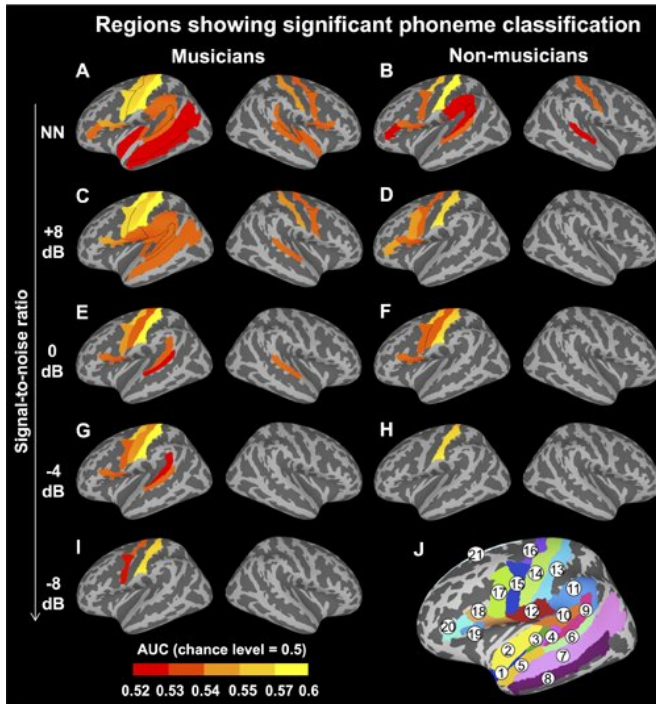 Regions showing significant phoneme classification
Musicians
Non-musicians
Signal-to-noise ratio
A
B
NN
C
D
+8
dB
E
F
0
dB
G
H
-4
dB
I
J
-8
dB
AUC (chance level = 0.5)
0.52 0.53 0.54 0.55 0.57 0.6
21
16
13
14
15
17
11
12
18
10
9
20
19
3
4
6
2
7
5
1
8